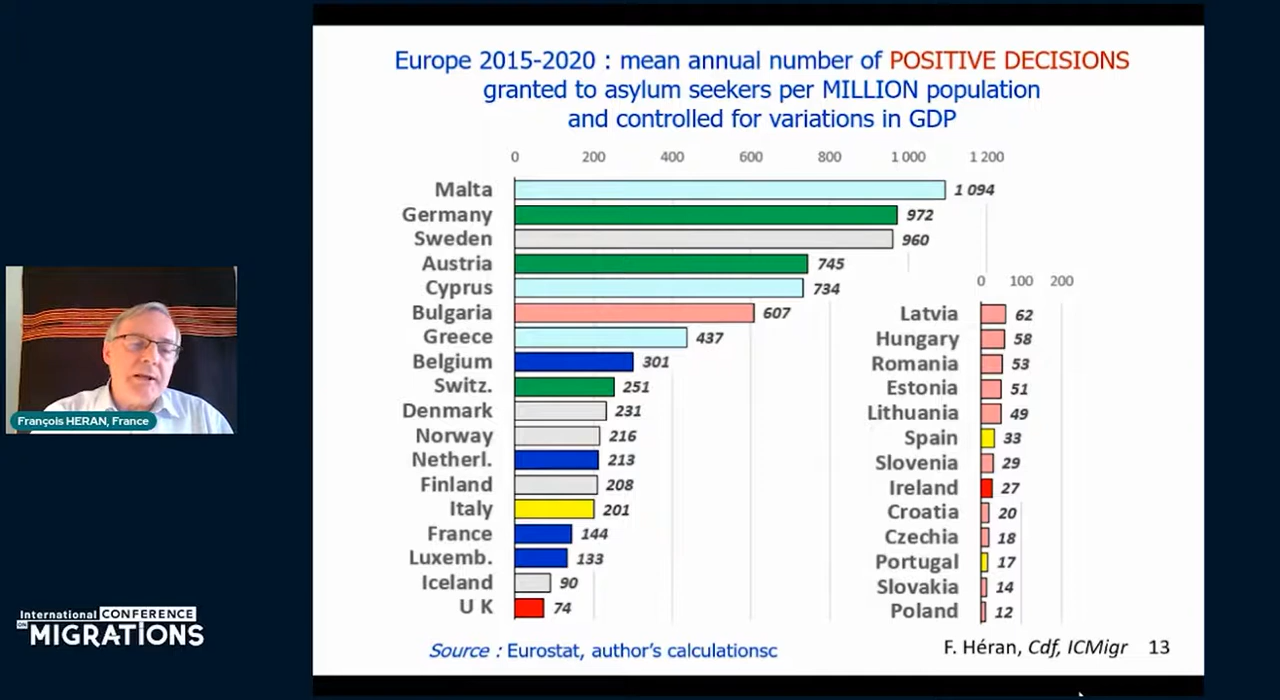 Europe 2015-2020 : mean annual number of POSITIVE DECISIONS
granted to asylum seekers per MILLION population
and controlled for variations in GDP
0 200 400 600 800 1 000 1 200
Malta 1 094
Germany 972
Sweden 960
Austria 745
Cyprus 734
Bulgaria 607
Greece 437
Belgium 301
Switz. 251
Denmark 231
Norway 216
Netherl. 213
Finland 208
Italy 201
France 144
Luxemb. 133
Iceland 90
U K 74
0 100 200
Latvia 62
Hungary 58
Romania 53
Estonia 51
Lithuania 49
Spain 33
Slovenia 29
Ireland 27
Croatia 20
Czechia 18
Portugal 17
Slovakia 14
Poland 12
Source : Eurostat, author's calculationsc
F. Héran, Cdf, ICMigr 13
François HERAN, France
International CONFERENCE
ON MIGRATIONS